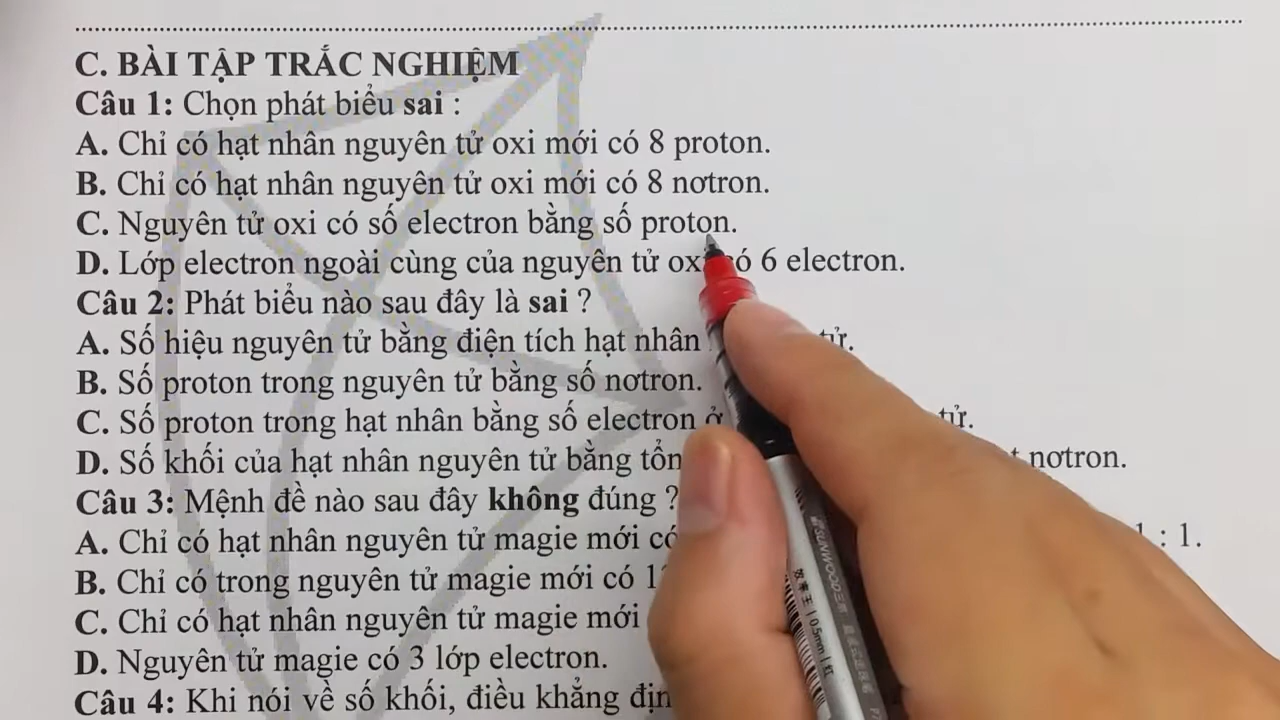 C. BÀI TẬP TRẮC NGHIỆM
Câu 1: Chọn phát biểu sai :
A. Chỉ có hạt nhân nguyên tử oxi mới có 8 proton.
B. Chỉ có hạt nhân nguyên tử oxi mới có 8 nơtron.
C. Nguyên tử oxi có số electron bằng số proton.
D. Lớp electron ngoài cùng của nguyên tử oxi có 6 electron.
Câu 2: Phát biểu nào sau đây là sai ?
A. Số hiệu nguyên tử bằng điện tích hạt nhân tử.
B. Số proton trong nguyên tử bằng số nơtron.
C. Số proton trong hạt nhân bằng số electron ở tử.
D. Số khối của hạt nhân nguyên tử bằng nơtron.
Câu 3: Mệnh đề nào sau đây không đúng ?
A. Chỉ có hạt nhân nguyên tử magie mới có : 1.
B. Chỉ có trong nguyên tử magie mới có
C. Chỉ có hạt nhân nguyên tử magie mới
D. Nguyên tử magie có 3 lớp electron.
Câu 4: Khi nói về số khối, điều khẳng
SUNWOOD
0.5mm | 红